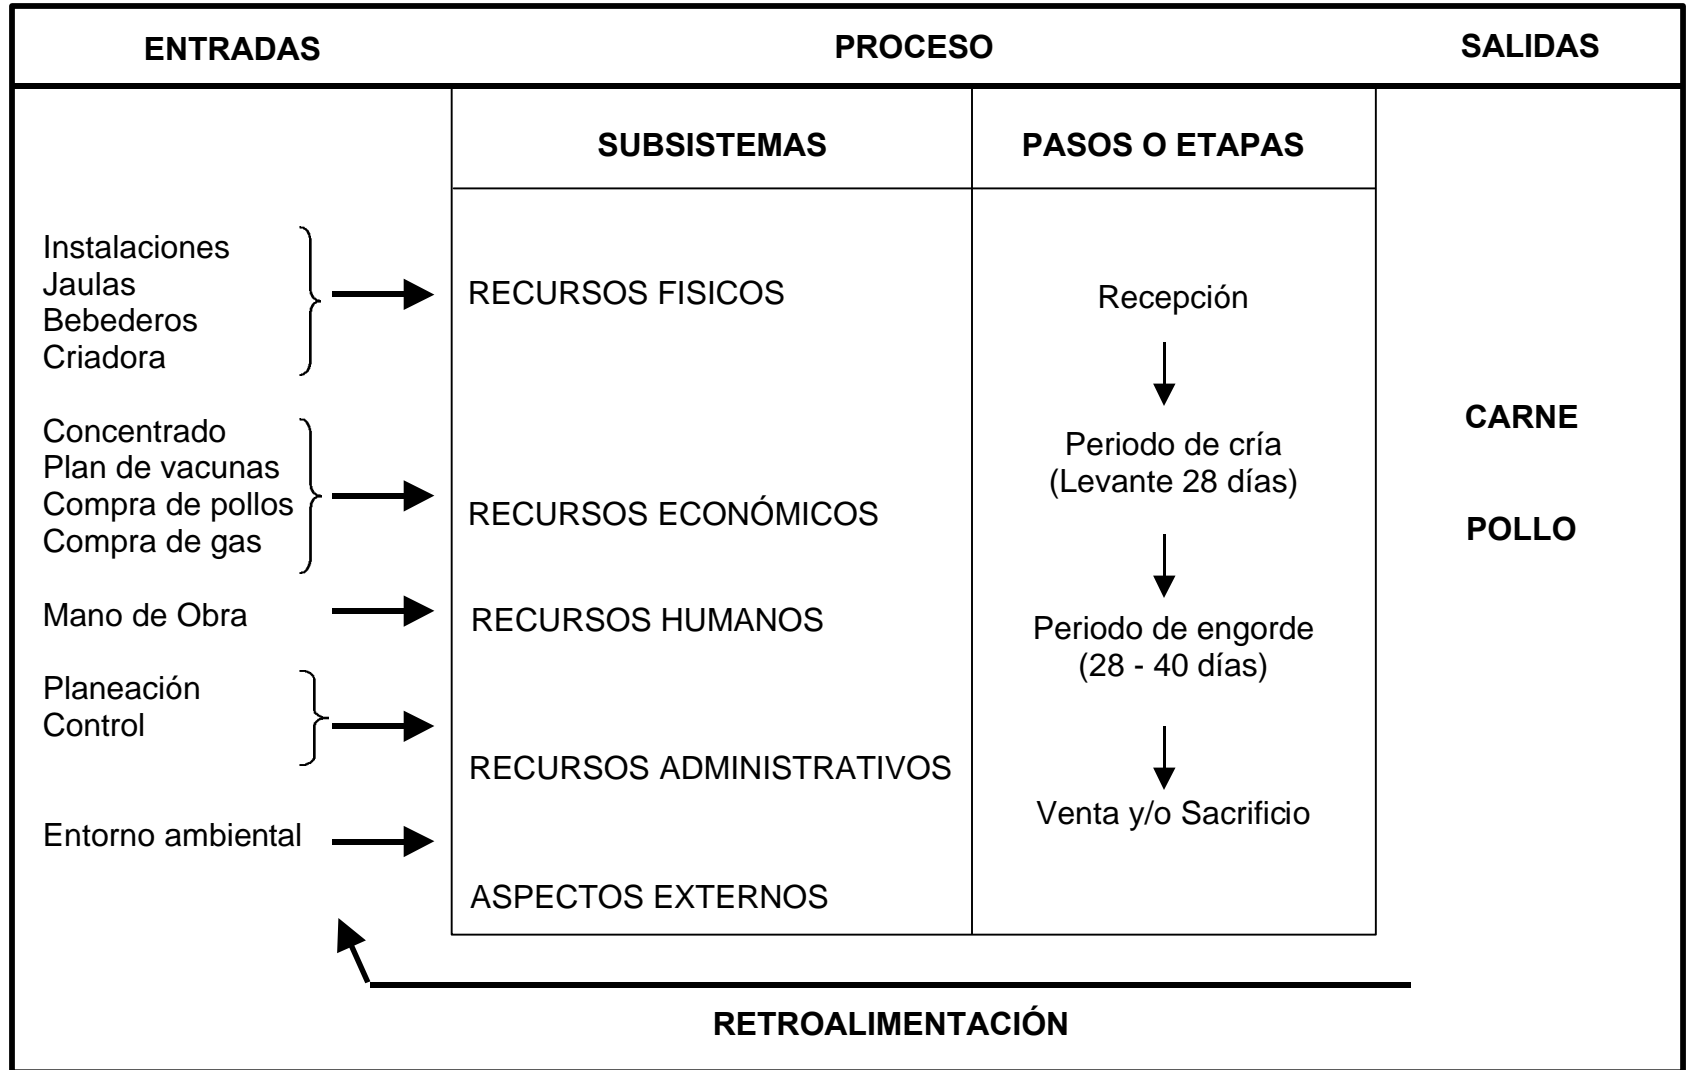 ENTRADAS
PROCESO
SALIDAS
SUBSISTEMAS
PASOS O ETAPAS
Instalaciones
Jaulas
Bebederos
Criadora
Concentrado
Plan de vacunas
Compra de pollos
Compra de gas
Mano de Obra
Planeación
Control
Entorno ambiental
RECURSOS FISICOS
RECURSOS ECONÓMICOS
RECURSOS HUMANOS
RECURSOS ADMINISTRATIVOS
ASPECTOS EXTERNOS
Recepción
Periodo de cría
(Levante 28 días)
Periodo de engorde
(28 - 40 días)
Venta y/o Sacrificio
CARNE
POLLO
RETROALIMENTACIÓN